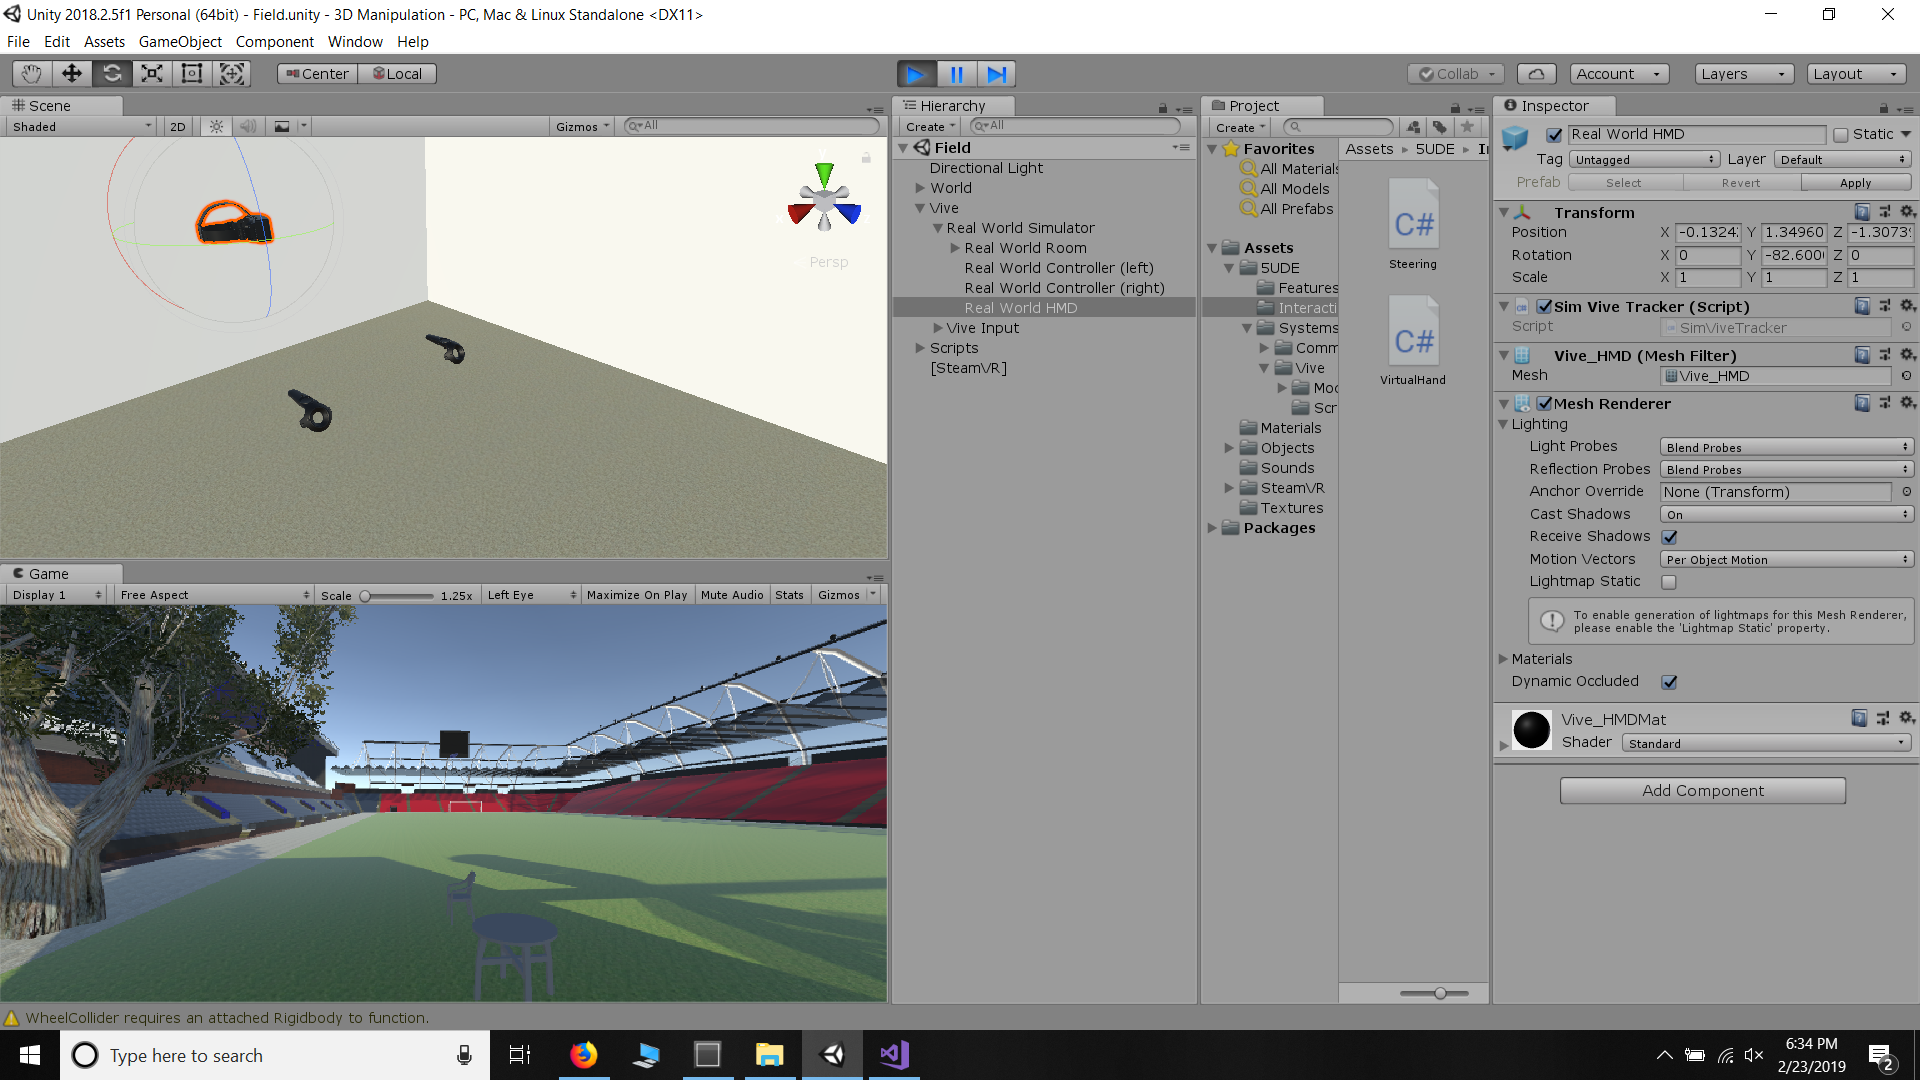 Unity 2018.2.5f1 Personal (64bit) - Field.unity - 3D Manipulation - PC, Mac & Linux Standalone <DX11>
File Edit Assets GameObject Component Window Help
Center Local
Collab Account Layers Layout
Scene
Shaded 2D Gizmos All
Persp
Game
Display 1 Free Aspect Scale 1.25x Left Eye Maximize On Play Mute Audio Stats Gizmos
Hierarchy
Create All
Field
Directional Light
World
Vive
Real World Simulator
Real World Room
Real World Controller (left)
Real World Controller (right)
Real World HMD
Vive Input
Scripts
[SteamVR]
Project
Create
Favorites
All Materials
All Models
All Prefabs
Assets
5UDE
Features
Interacti
Systems
Comm
Vive
Moc
Scr
Materials
Objects
Sounds
SteamVR
Textures
Packages
Assets 5UDE In
C#
Steering
C#
VirtualHand
Inspector
Real World HMD Static
Tag Untagged Layer Default
Prefab Select Revert Apply
Transform
Position X Y 1.34960 Z
Rotation X 0 Y Z 0
Scale X 1 Y 1 Z 1
Sim Vive Tracker (Script)
Script SimViveTracker
Vive_HMD (Mesh Filter)
Mesh Vive_HMD
Mesh Renderer
Lighting
Light Probes Blend Probes
Reflection Probes Blend Probes
Anchor Override None (Transform)
Cast Shadows On
Receive Shadows
Motion Vectors Per Object Motion
Lightmap Static
To enable generation of lightmaps for this Mesh Renderer,
please enable the 'Lightmap Static' property.
Materials
Dynamic Occluded
Vive_HMDMat
Shader Standard
Add Component
WheelCollider requires an attached Rigidbody to function.
Type here to search
6:34 PM
2/23/2019
2